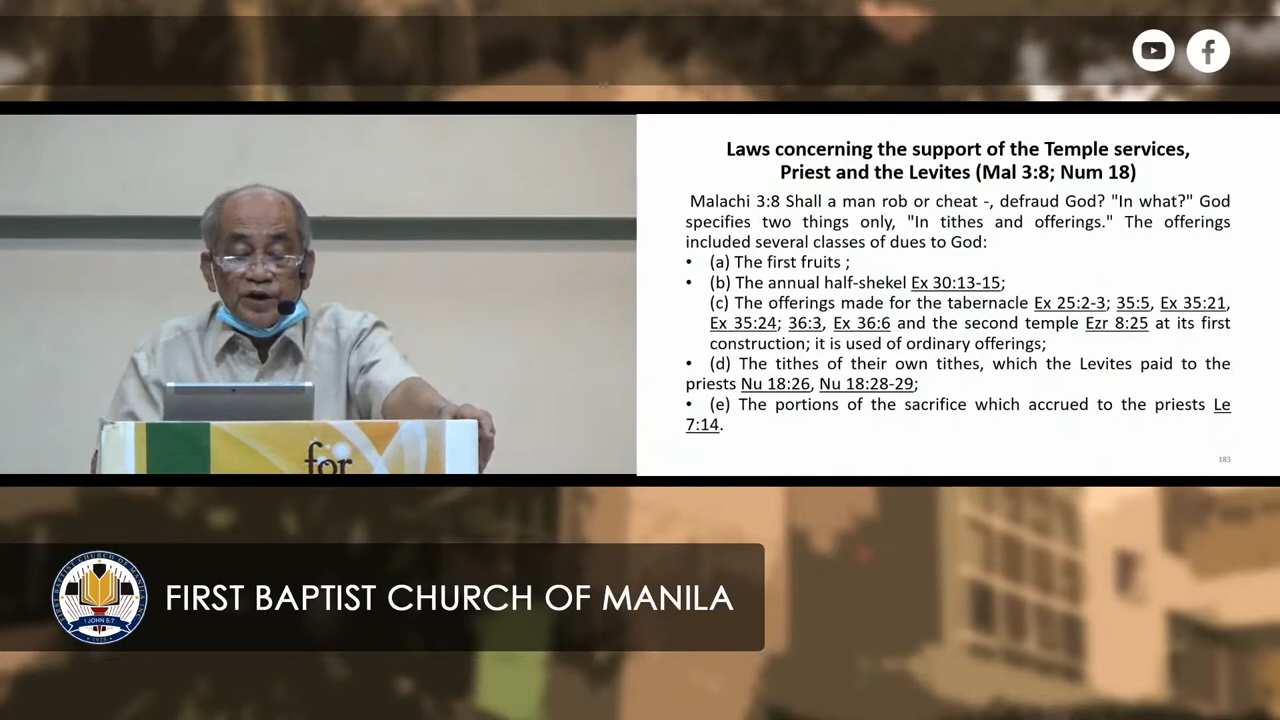 Laws concerning the support of the Temple services,
Priest and the Levites (Mal 3:8; Num 18)
Malachi 3:8 Shall a man rob or cheat -, defraud God? "In what?" God
specifies two things only, "In tithes and offerings." The offerings
included several classes of dues to God:
• (a) The first fruits ;
• (b) The annual half-shekel Ex 30:13-15;
(c) The offerings made for the tabernacle Ex 25:2-3; 35:5, Ex 35:21,
Ex 35:24; 36:3, Ex 36:6 and the second temple Ezr 8:25 at its first
construction; it is used of ordinary offerings;
• (d) The tithes of their own tithes, which the Levites paid to the
priests Nu 18:26, Nu 18:28-29;
• (e) The portions of the sacrifice which accrued to the priests Le
7:14.
183
for
FIRST BAPTIST CHURCH OF MANILA
1 JOHN 5:7